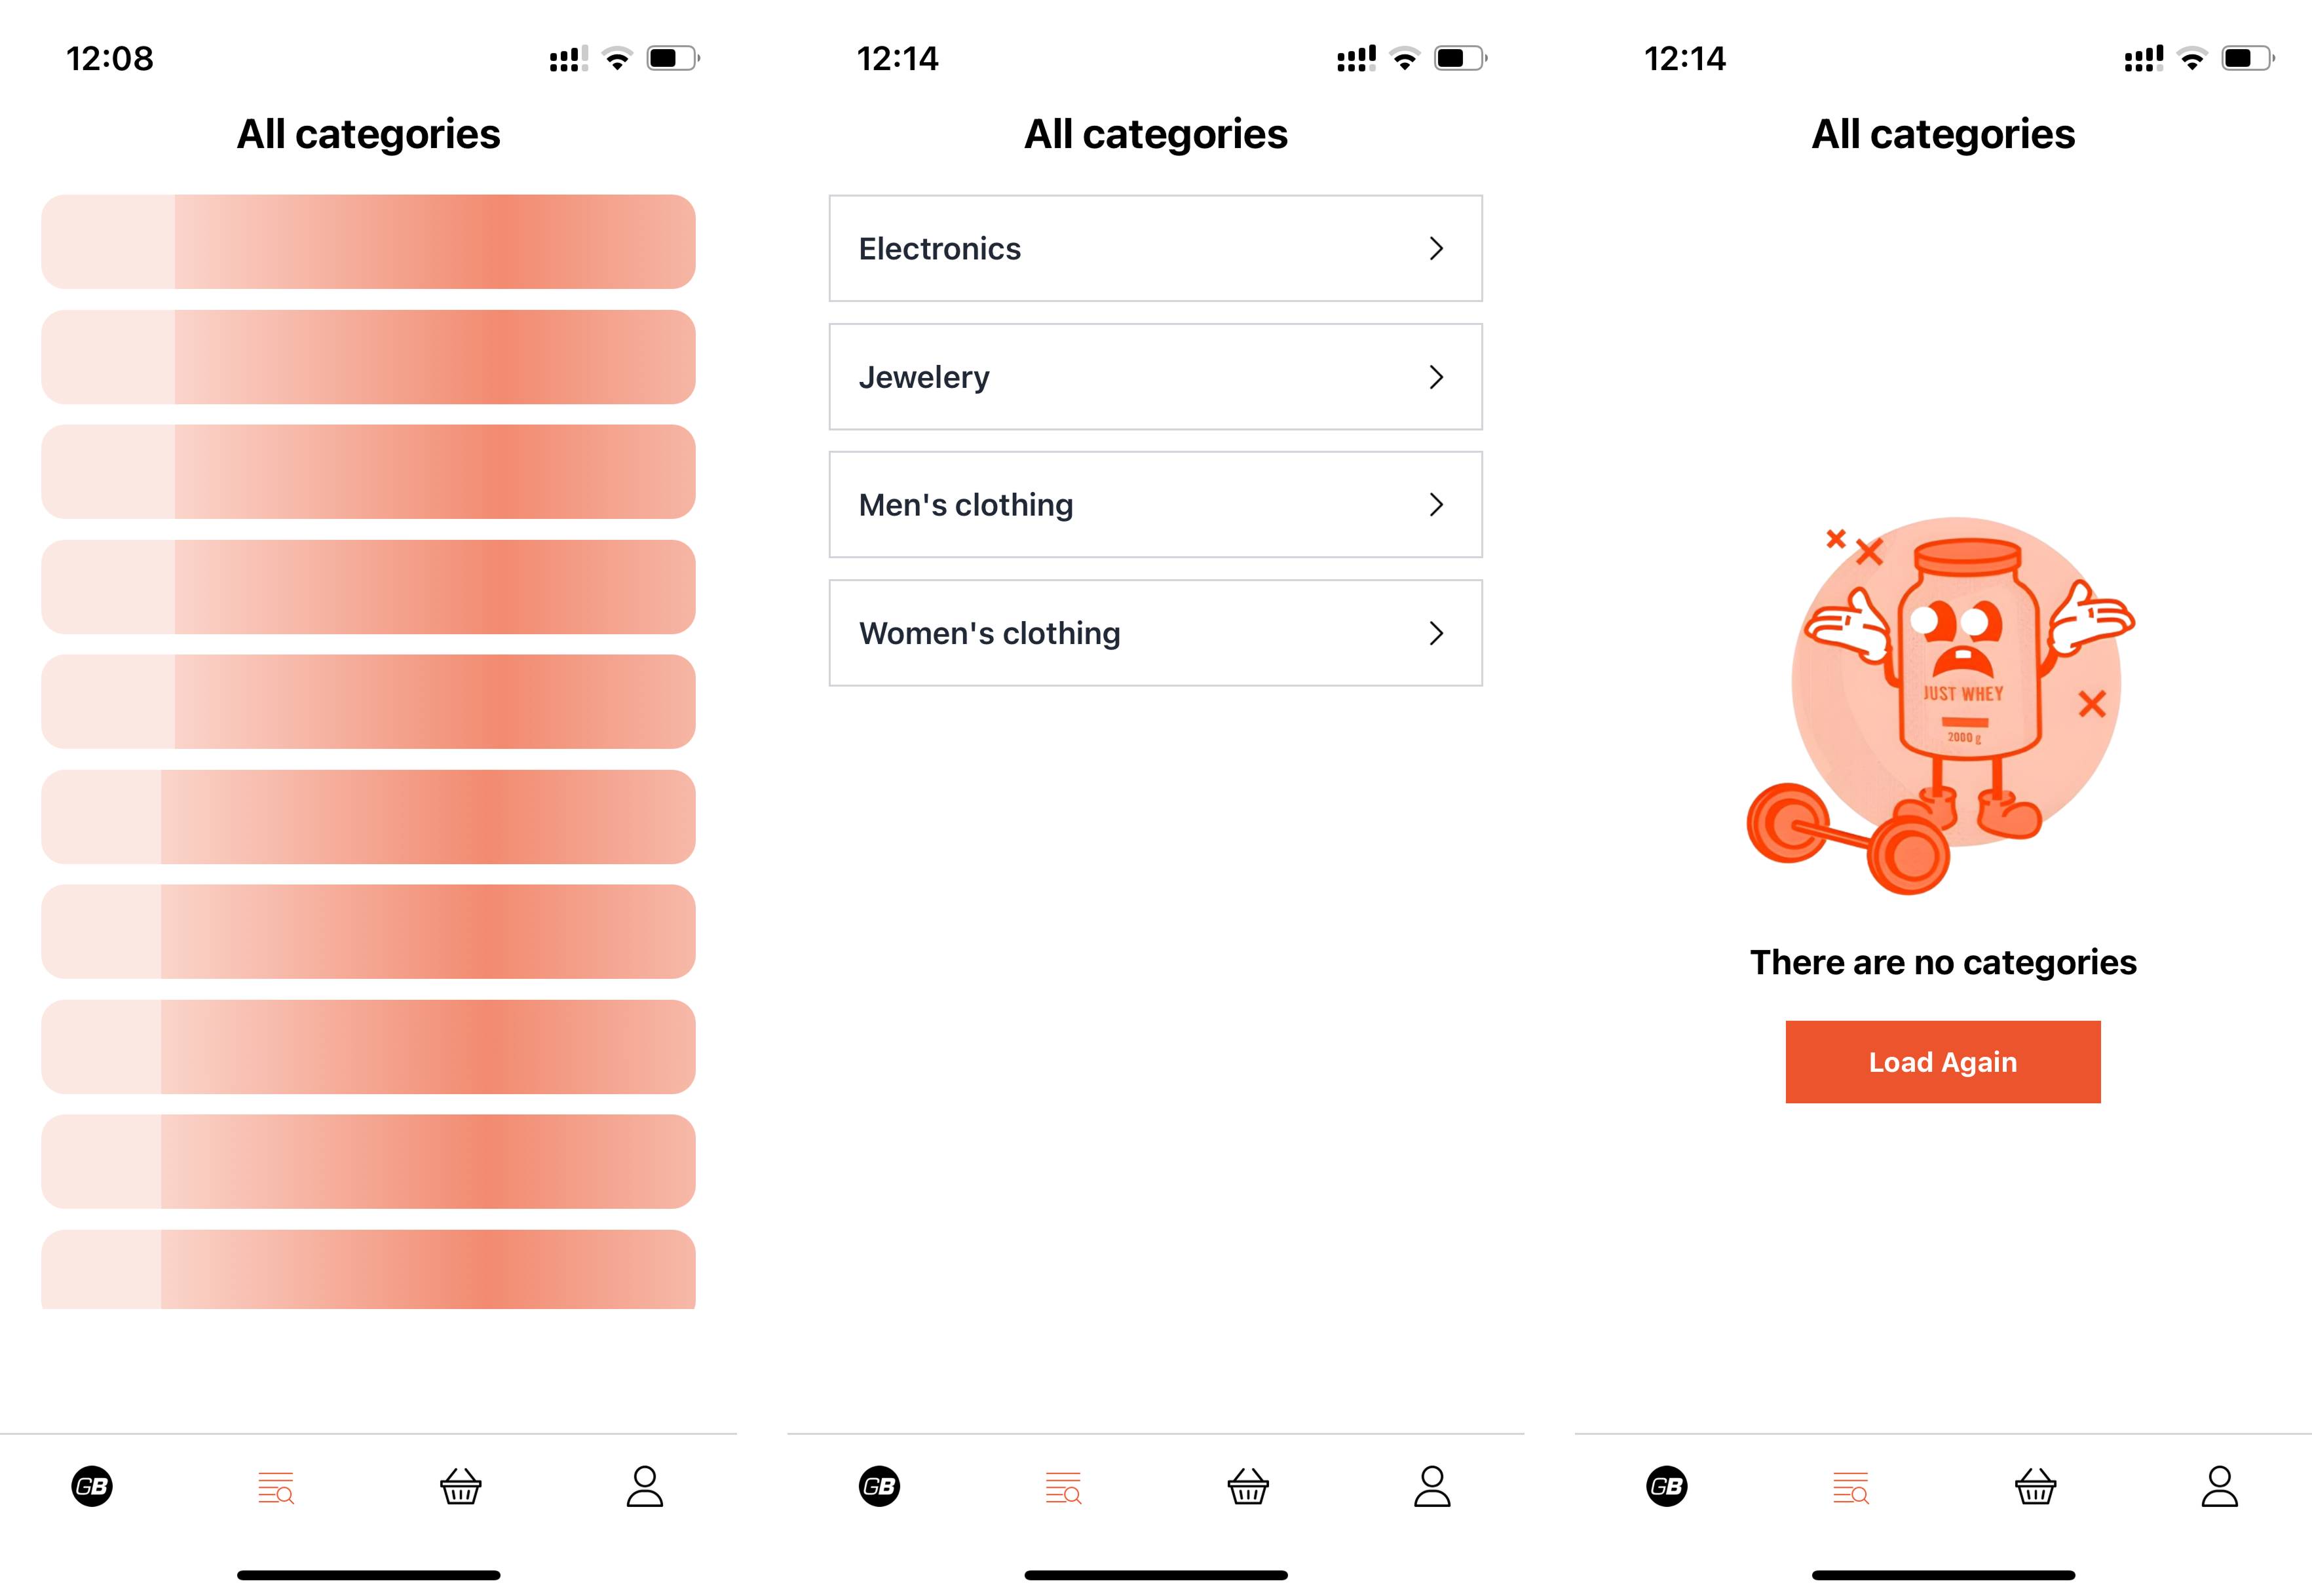 12:08
All categories
GB
12:14
All categories
Electronics
Jewelery
Men's clothing
Women's clothing
GB
12:14
All categories
JUST WHEY
2000 g
There are no categories
Load Again
GB